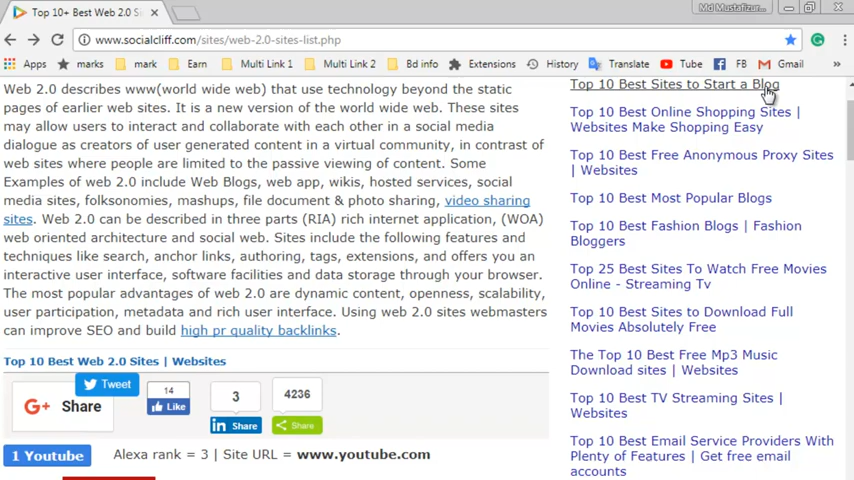 Top 10+ Best Web 2.0 Si
Md Mustafizur...
www.socialcliff.com/sites/web-2.0-sites-list.php
Apps mark mark Earn Multi Link 1 Multi Link 2 Bd info Extensions History Translate Tube FB Gmail
Web 2.0 describes www(world wide web) that use technology beyond the static
pages of earlier web sites. It is a new version of the world wide web. These sites
may allow users to interact and collaborate with each other in a social media
dialogue as creators of user generated content in a virtual community, in contrast of
web sites where people are limited to the passive viewing of content. Some
Examples of web 2.0 include Web Blogs, web app, wikis, hosted services, social
media sites, folksonomies, mashups, file document & photo sharing, video sharing
sites. Web 2.0 can be described in three parts (RIA) rich internet application, (WOA)
web oriented architecture and social web. Sites include the following features and
techniques like search, anchor links, authoring, tags, extensions, and offers you an
interactive user interface, software facilities and data storage through your browser.
The most popular advantages of web 2.0 are dynamic content, openness, scalability,
user participation, metadata and rich user interface. Using web 2.0 sites webmasters
can improve SEO and build high pr quality backlinks.
Top 10 Best Web 2.0 Sites | Websites
G+ Share
Tweet
14
Like
3
in Share
4236
Share
1 Youtube
Alexa rank = 3 | Site URL = www.youtube.com
Top 10 Best Sites to Start a Blog
Top 10 Best Online Shopping Sites |
Websites Make Shopping Easy
Top 10 Best Free Anonymous Proxy Sites
| Websites
Top 10 Best Most Popular Blogs
Top 10 Best Fashion Blogs | Fashion
Bloggers
Top 25 Best Sites To Watch Free Movies
Online - Streaming Tv
Top 10 Best Sites to Download Full
Movies Absolutely Free
The Top 10 Best Free Mp3 Music
Download sites | Websites
Top 10 Best TV Streaming Sites |
Websites
Top 10 Best Email Service Providers With
Plenty of Features | Get free email
accounts